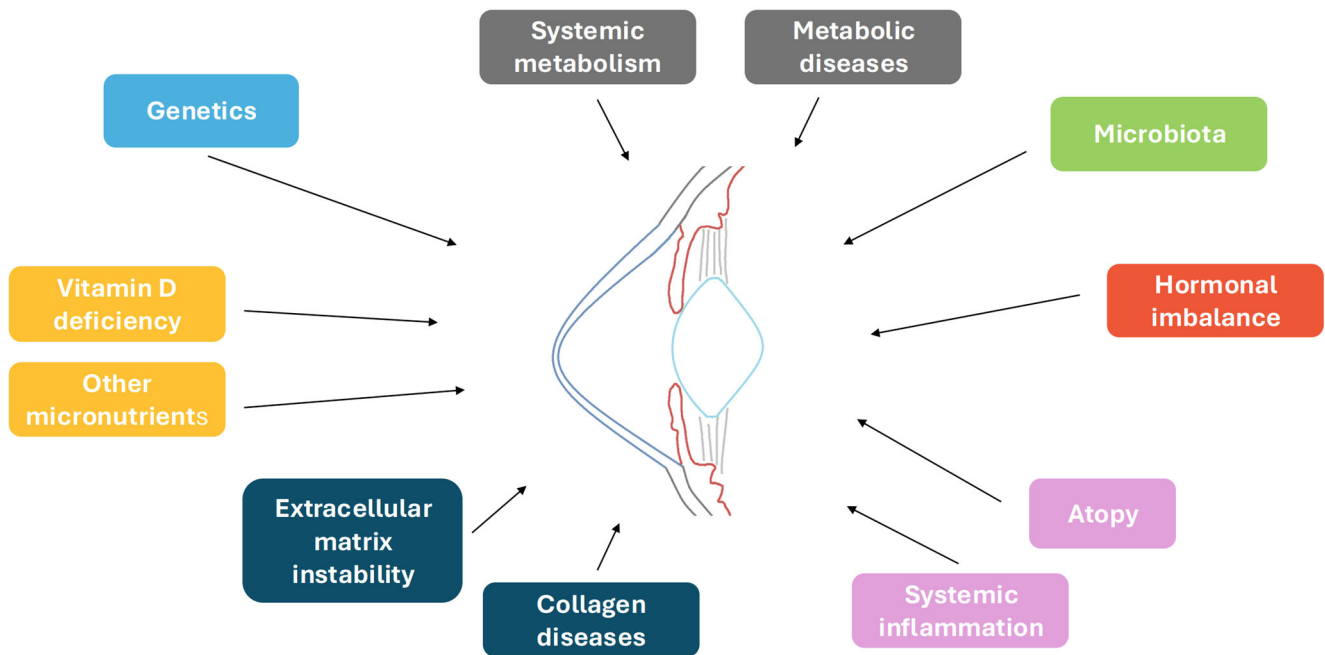 Systemic
metabolism
Metabolic
diseases
Genetics
Microbiota
Vitamin D
deficiency
Hormonal
imbalance
Other
micronutrients
Extracellular
matrix
instability
Atopy
Collagen
diseases
Systemic
inflammation